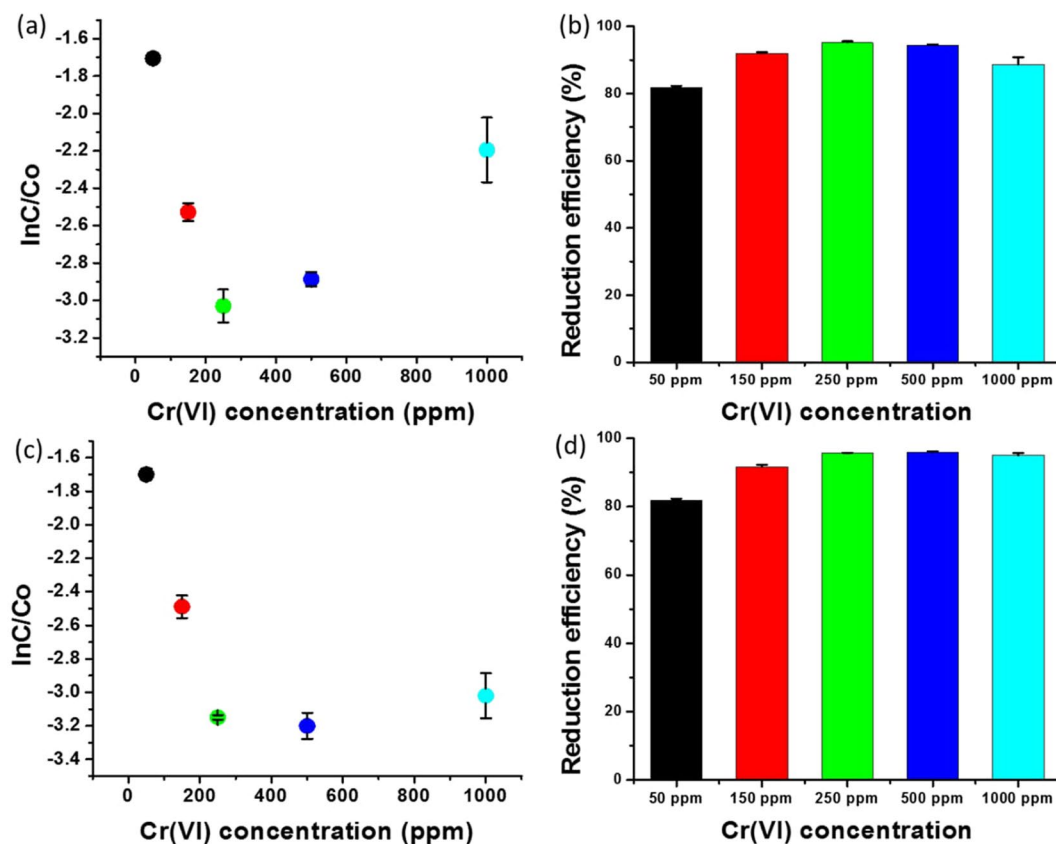 (a)
lnC/Co
-1.6
-1.8
-2.0
-2.2
-2.4
-2.6
-2.8
-3.0
-3.2
0 200 400 600 800 1000
Cr(VI) concentration (ppm)
(b)
Reduction efficiency (%)
100
80
60
40
20
0
50 ppm 150 ppm 250 ppm 500 ppm 1000 ppm
Cr(VI) concentration
(c)
lnC/Co
-1.6
-1.8
-2.0
-2.2
-2.4
-2.6
-2.8
-3.0
-3.2
-3.4
0 200 400 600 800 1000
Cr(VI) concentration (ppm)
(d)
Reduction efficiency (%)
100
80
60
40
20
0
50 ppm 150 ppm 250 ppm 500 ppm 1000 ppm
Cr(VI) concentration